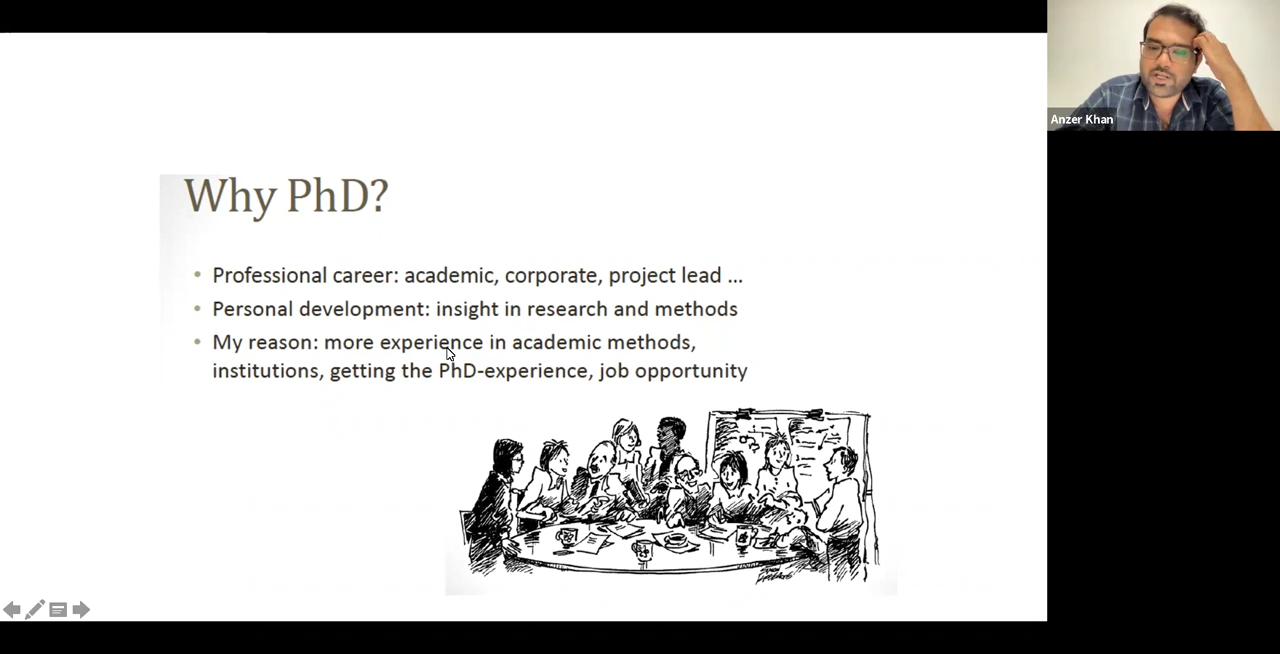 Anzer Khan
Why PhD?
• Professional career: academic, corporate, project lead ...
• Personal development: insight in research and methods
• My reason: more experience in academic methods,
institutions, getting the PhD-experience, job opportunity